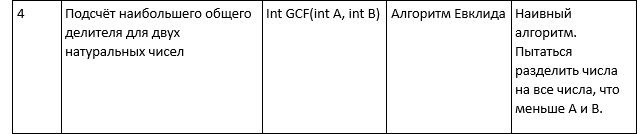 4 Подсчёт наибольшего общего Int GCF(int A, int B) Алгоритм Евклида Наивный
делителя для двух алгоритм.
натуральных чисел Пытаться
разделить числа
на все числа, что
меньше А и В.